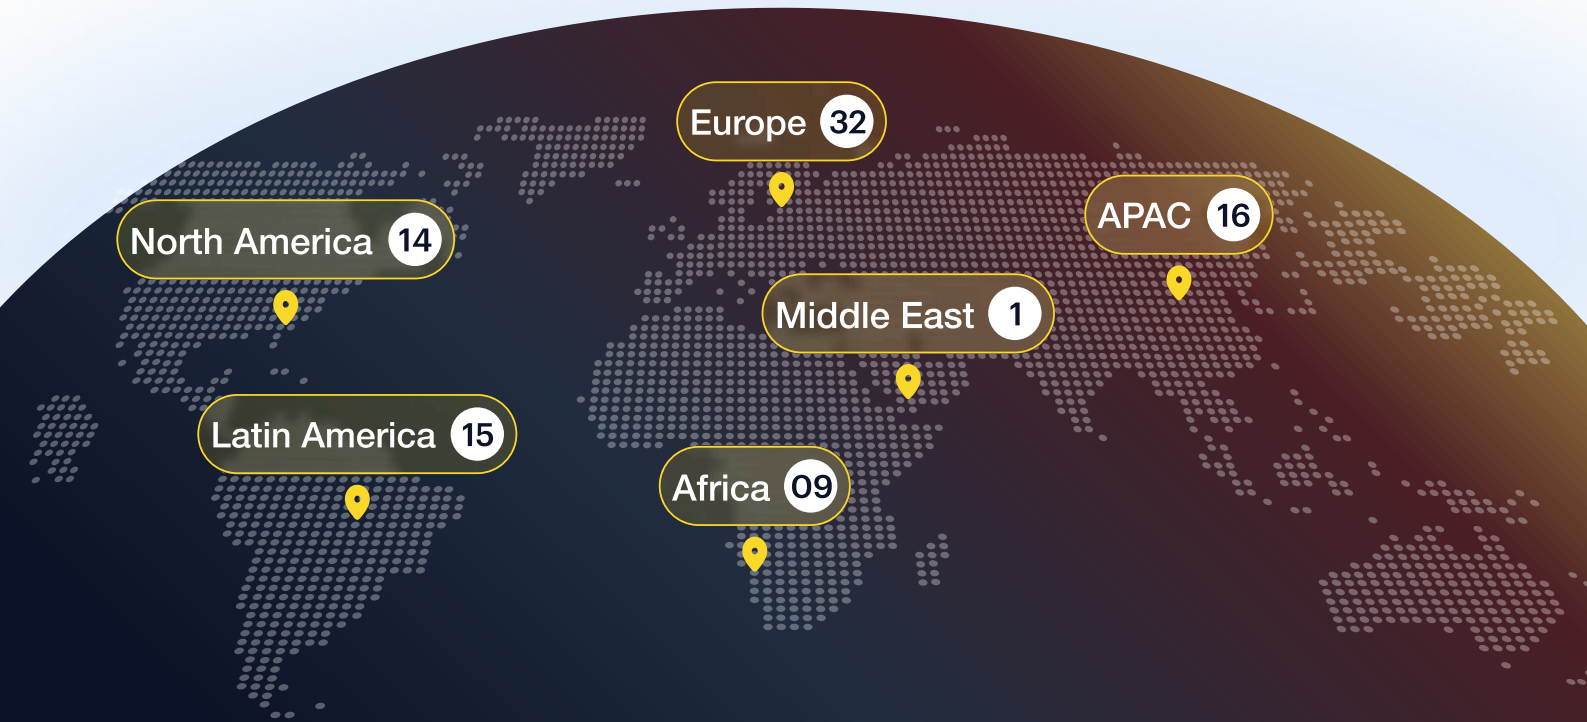 Europe 32
North America 14
APAC 16
Middle East 1
Latin America 15
Africa 09